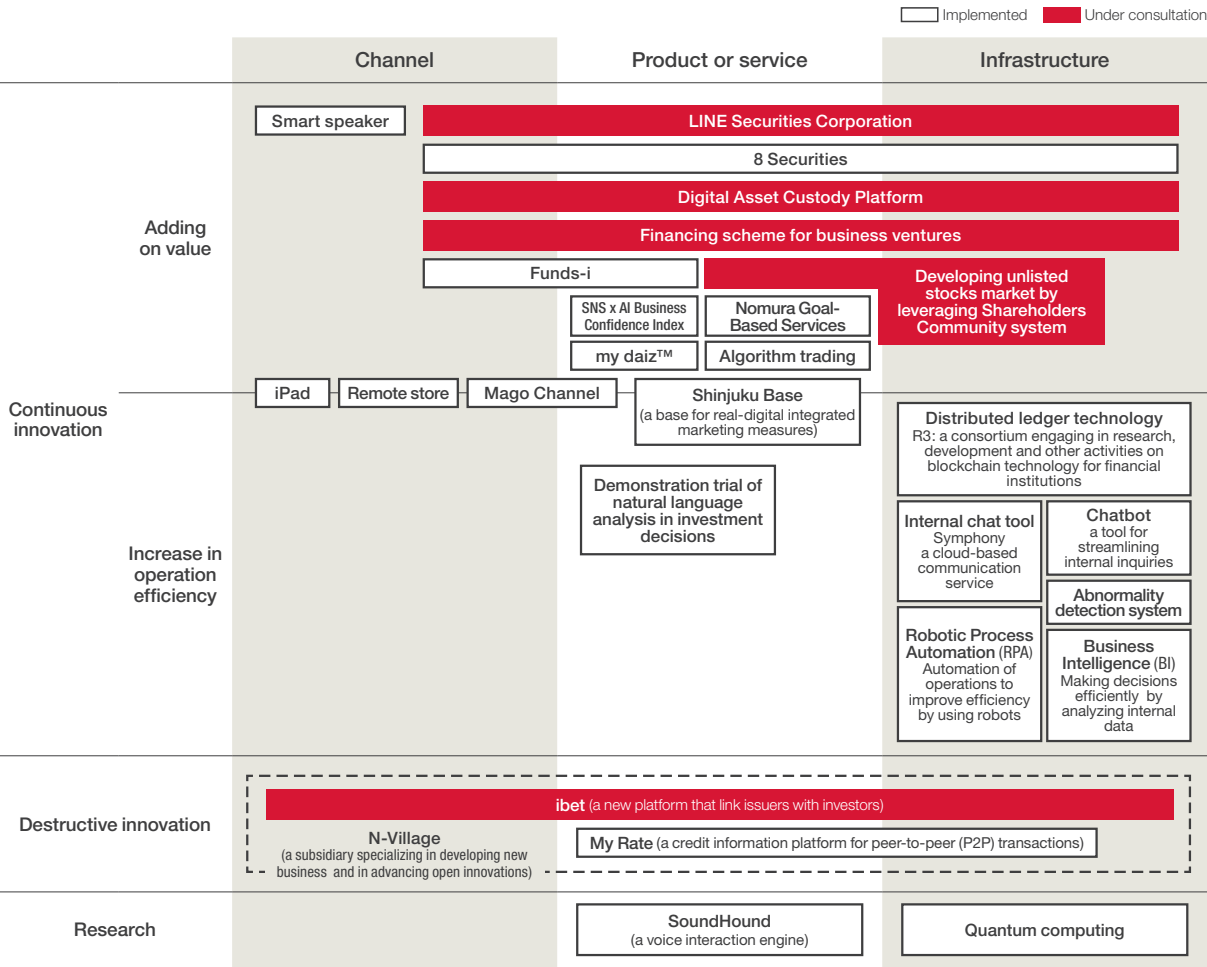 Implemented
Under consultation
Channel
Product or service
Infrastructure
Continuous
innovation
Adding
on value
Smart speaker
LINE Securities Corporation
8 Securities
Digital Asset Custody Platform
Financing scheme for business ventures
Funds-i
Developing unlisted
stocks market by
leveraging Shareholders
Community system
SNS x AI Business
Confidence Index
Nomura Goal-
Based Services
my daiz™
Algorithm trading
iPad
Remote store
Mago Channel
Shinjuku Base
(a base for real-digital integrated
marketing measures)
Increase in
operation
efficiency
Demonstration trial of
natural language
analysis in investment
decisions
Distributed ledger technology
R3: a consortium engaging in research,
development and other activities on
blockchain technology for financial
institutions
Internal chat tool
Symphony
a cloud-based
communication
service
Chatbot
a tool for
streamlining
internal inquiries
Abnormality
detection system
Robotic Process
Automation (RPA)
Automation of
operations to
improve efficiency
by using robots
Business
Intelligence (BI)
Making decisions
efficiently by
analyzing internal
data
Destructive innovation
ibet (a new platform that link issuers with investors)
N-Village
(a subsidiary specializing in developing new
business and in advancing open innovations)
My Rate (a credit information platform for peer-to-peer (P2P) transactions)
Research
SoundHound
(a voice interaction engine)
Quantum computing